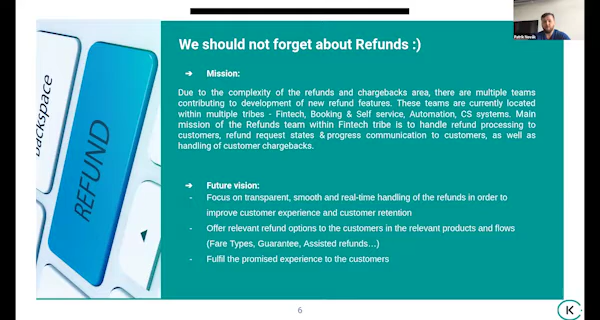 We should not forget about Refunds :)
➔ Mission:
Due to the complexity of the refunds and chargebacks area, there are multiple teams
contributing to development of new refund features. These teams are currently located
within multiple tribes - Fintech, Booking & Self service, Automation, CS systems. Main
mission of the Refunds team within Fintech tribe is to handle refund processing to
customers, refund request states & progress communication to customers, as well as
handling of customer chargebacks.
➔ Future vision:
- Focus on transparent, smooth and real-time handling of the refunds in order to
improve customer experience and customer retention
- Offer relevant refund options to the customers in the relevant products and flows
(Fare Types, Guarantee, Assisted refunds…)
- Fulfil the promised experience to the customers
backspace
REFUND
6
K
Patrik Novák